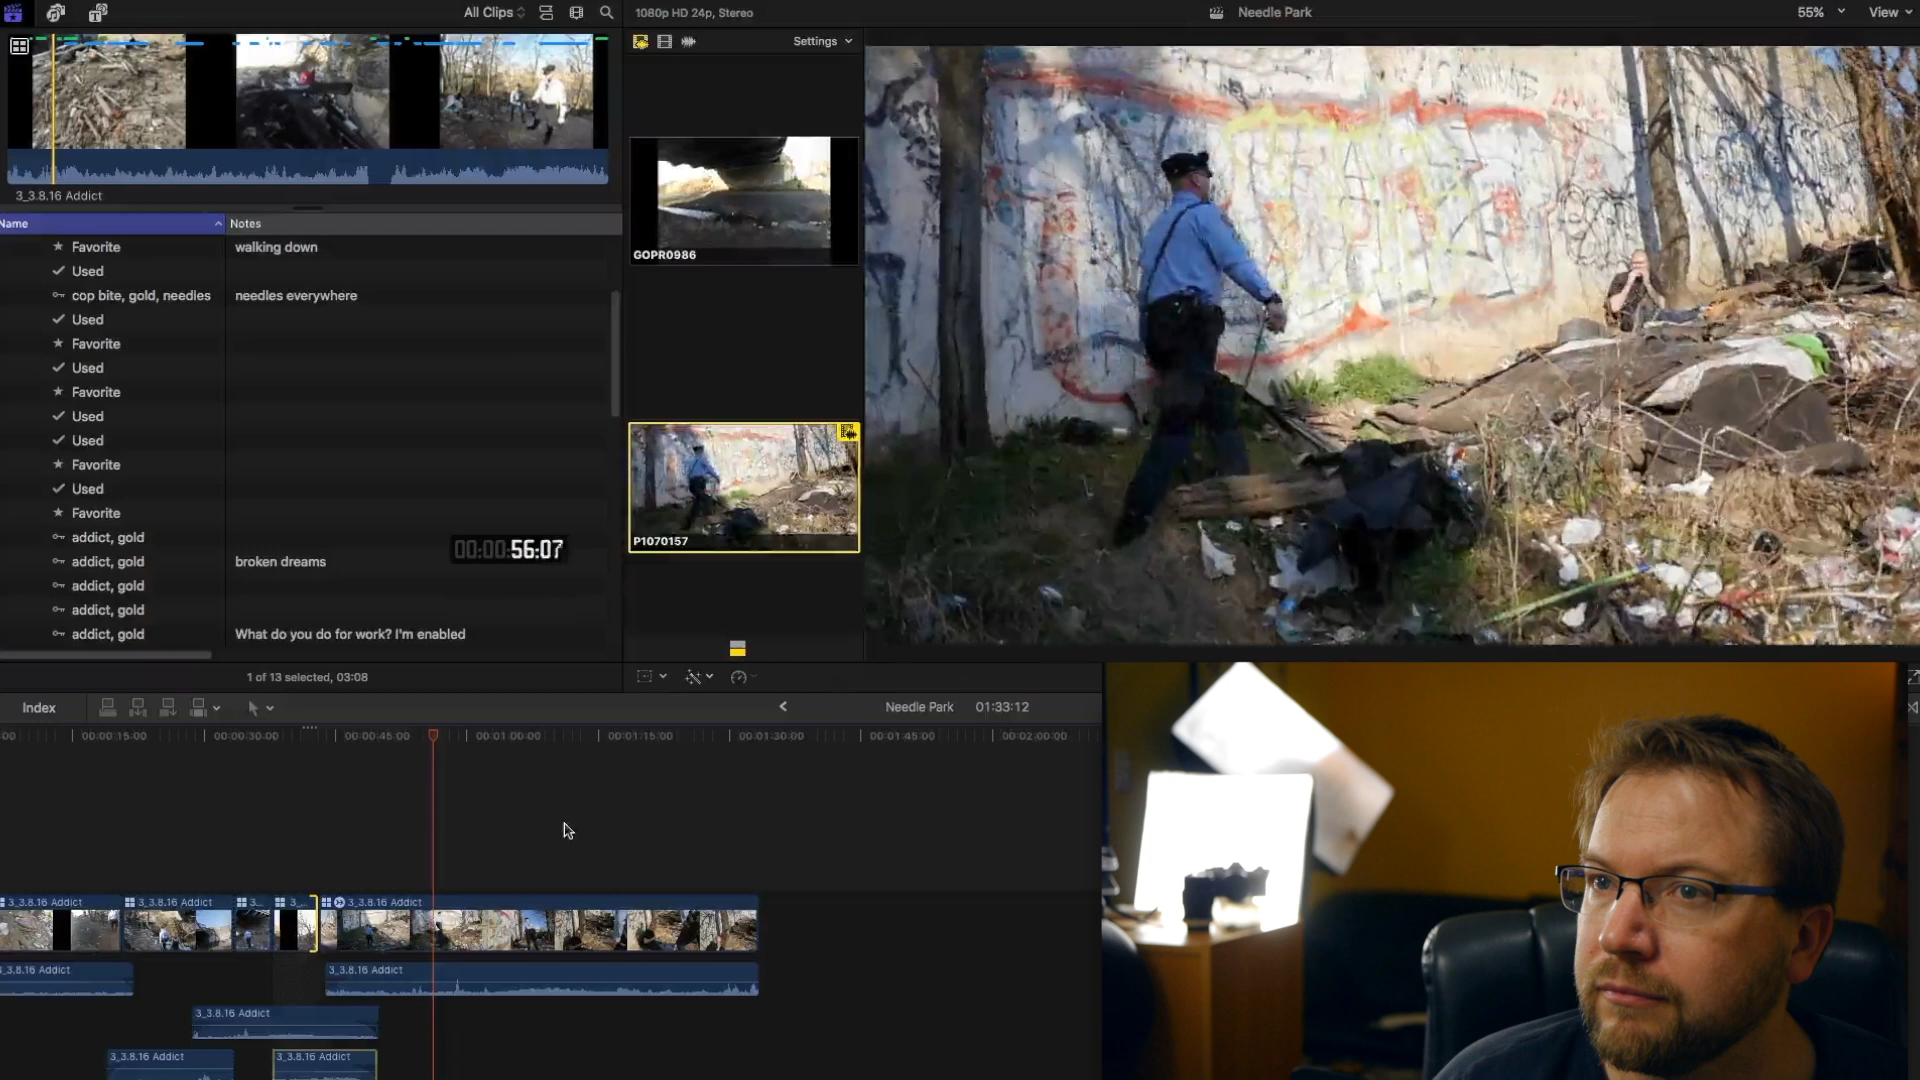 All Clips
1080p HD 24p, Stereo
Needle Park
55%
View
Settings
3_3.8.16 Addict
GOPR0986
Name
Notes
Favorite
walking down
Used
cop bite, gold, needles
needles everywhere
Used
Favorite
Used
Favorite
Used
Used
Favorite
Used
Favorite
addict, gold
addict, gold
broken dreams
00:00:56:07
P1070157
addict, gold
addict, gold
addict, gold
What do you do for work? I'm enabled
1 of 13 selected, 03:08
Index
Needle Park
01:33:12
00:00:15:00
00:00:30:00
00:00:45:00
00:01:00:00
00:01:15:00
00:01:30:00
00:01:45:00
00:02:00:00
3_3.8.16 Addict
3_3.8.16 Addict
3...
3_...
3_3.8.16 Addict
3_3.8.16 Addict
3_3.8.16 Addict
3_3.8.16 Addict
3_3.8.16 Addict
3_3.8.16 Addict